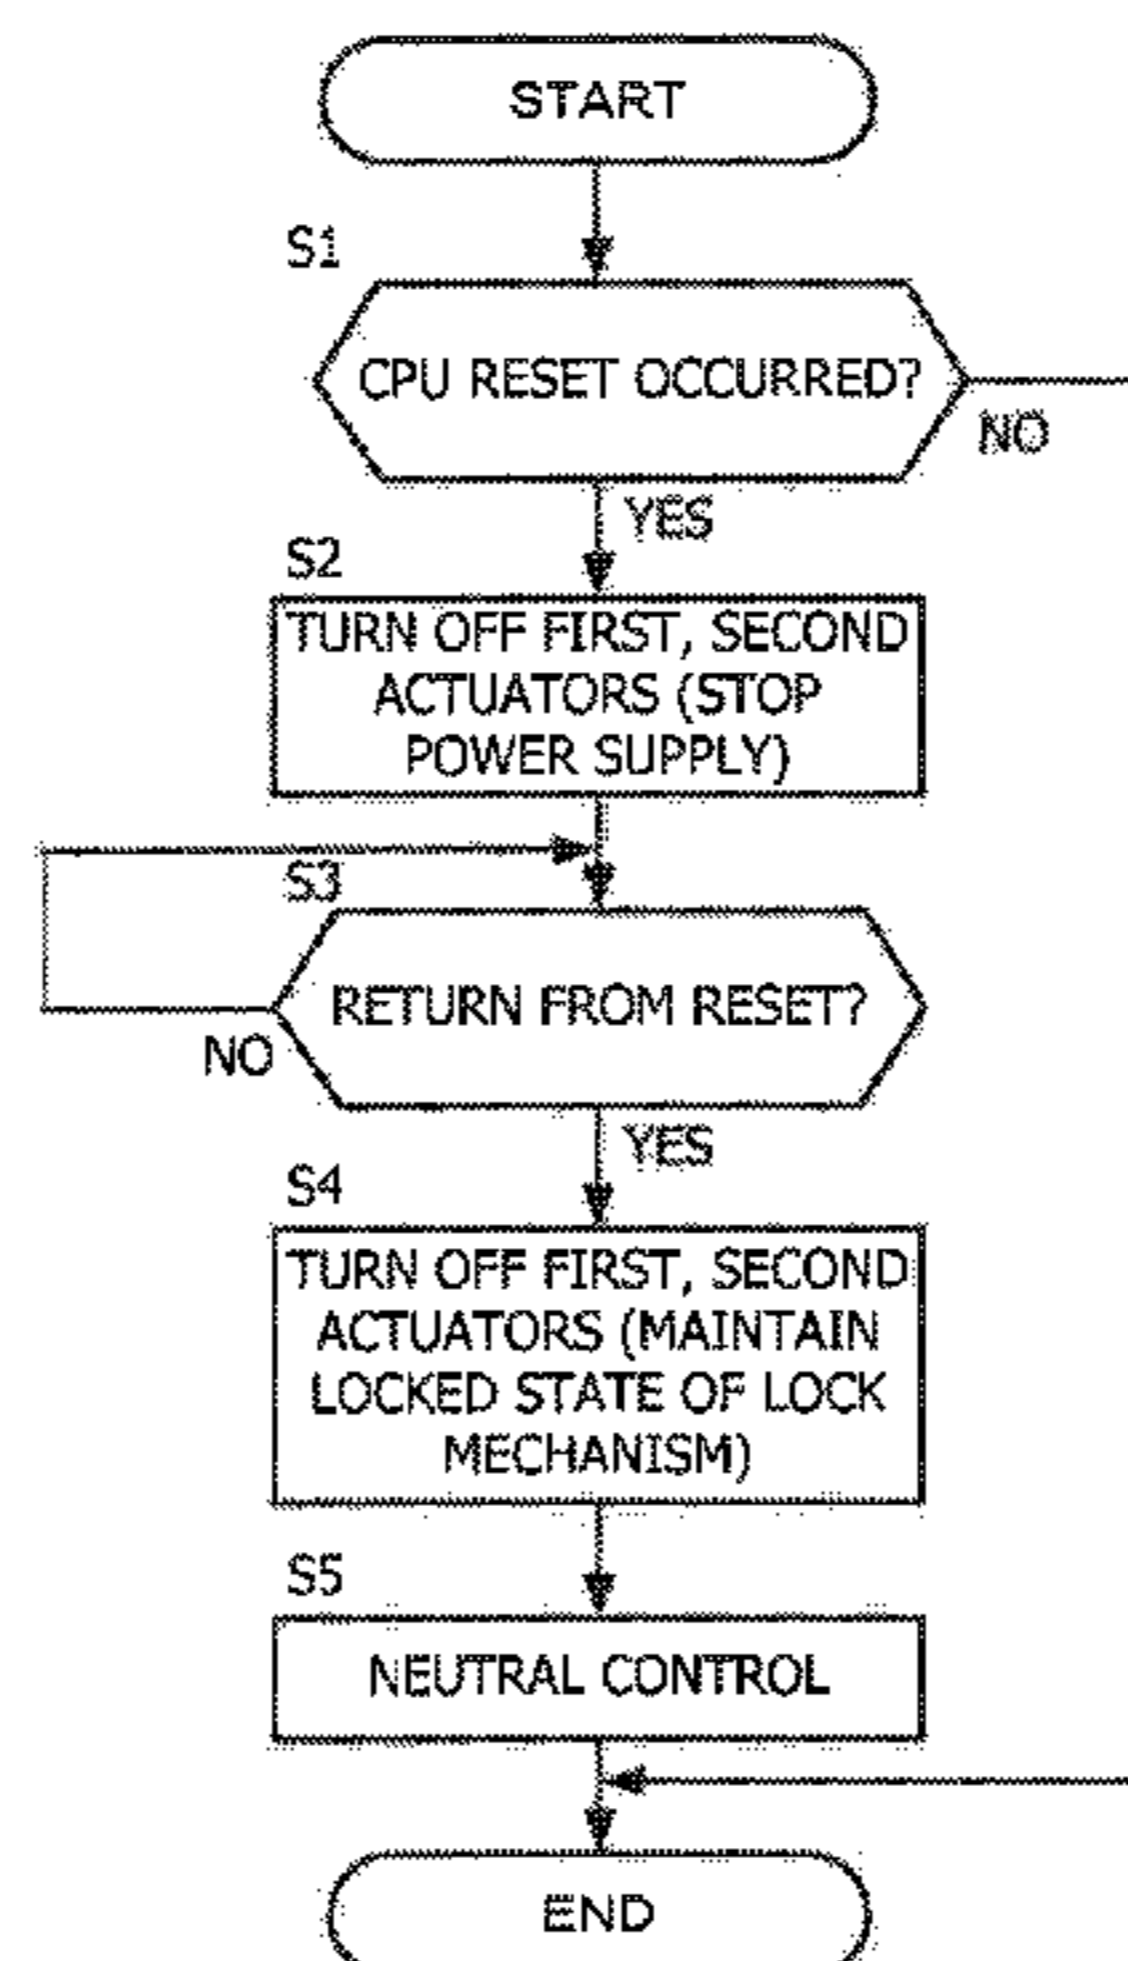 START
S1
CPU RESET OCCURRED?
NO
YES
S2
TURN OFF FIRST, SECOND
ACTUATORS (STOP
POWER SUPPLY)
S3
RETURN FROM RESET?
NO
YES
S4
TURN OFF FIRST, SECOND
ACTUATORS (MAINTAIN
LOCKED STATE OF LOCK
MECHANISM)
S5
NEUTRAL CONTROL
END